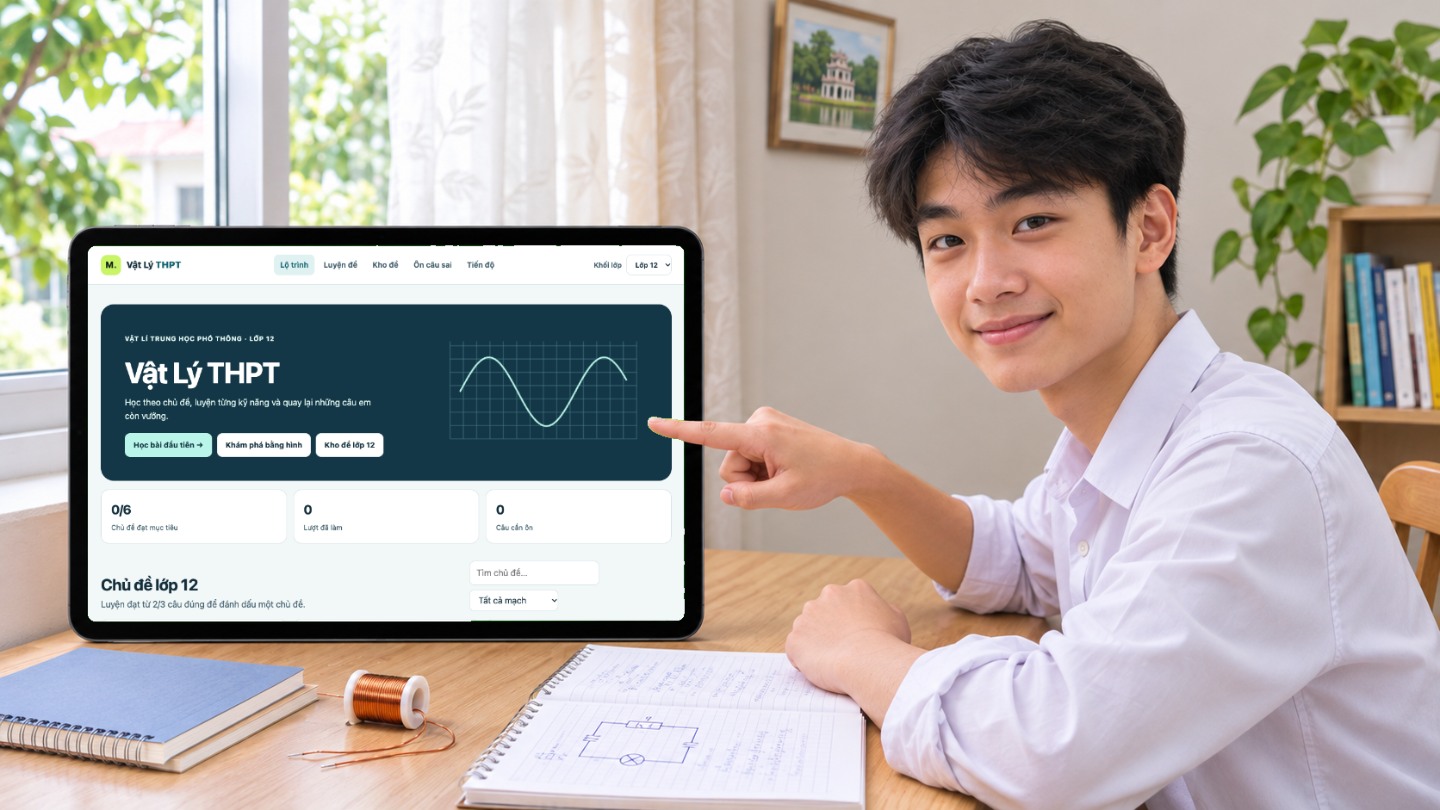 M. Vật Lý THPT
Lộ trình Luyện đề Kho đề Ôn câu sai Tiến độ
Khối lớp Lớp 12
VẬT LÍ TRUNG HỌC PHỔ THÔNG · LỚP 12
Vật Lý THPT
Học theo chủ đề, luyện từng kỹ năng và quay lại những câu em
còn vướng.
Học bài đầu tiên → Khám phá bằng hình Kho đề lớp 12
0/6
Chủ đề đạt mục tiêu
0
Lượt đã làm
0
Câu cần ôn
Chủ đề lớp 12
Luyện đạt từ 2/3 câu đúng để đánh dấu một chủ đề.
Tìm chủ đề...
Tất cả mạch